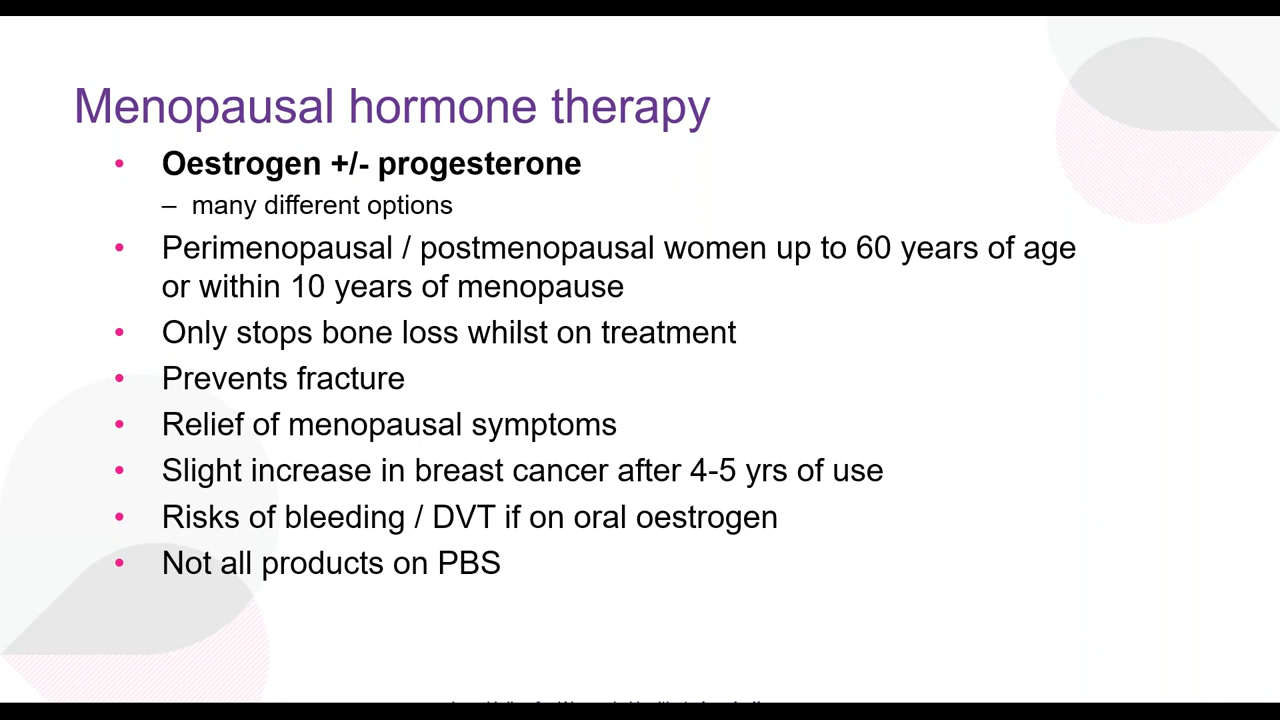 Menopausal hormone therapy
• Oestrogen +/- progesterone
– many different options
• Perimenopausal / postmenopausal women up to 60 years of age
or within 10 years of menopause
• Only stops bone loss whilst on treatment
• Prevents fracture
• Relief of menopausal symptoms
• Slight increase in breast cancer after 4-5 yrs of use
• Risks of bleeding / DVT if on oral oestrogen
• Not all products on PBS